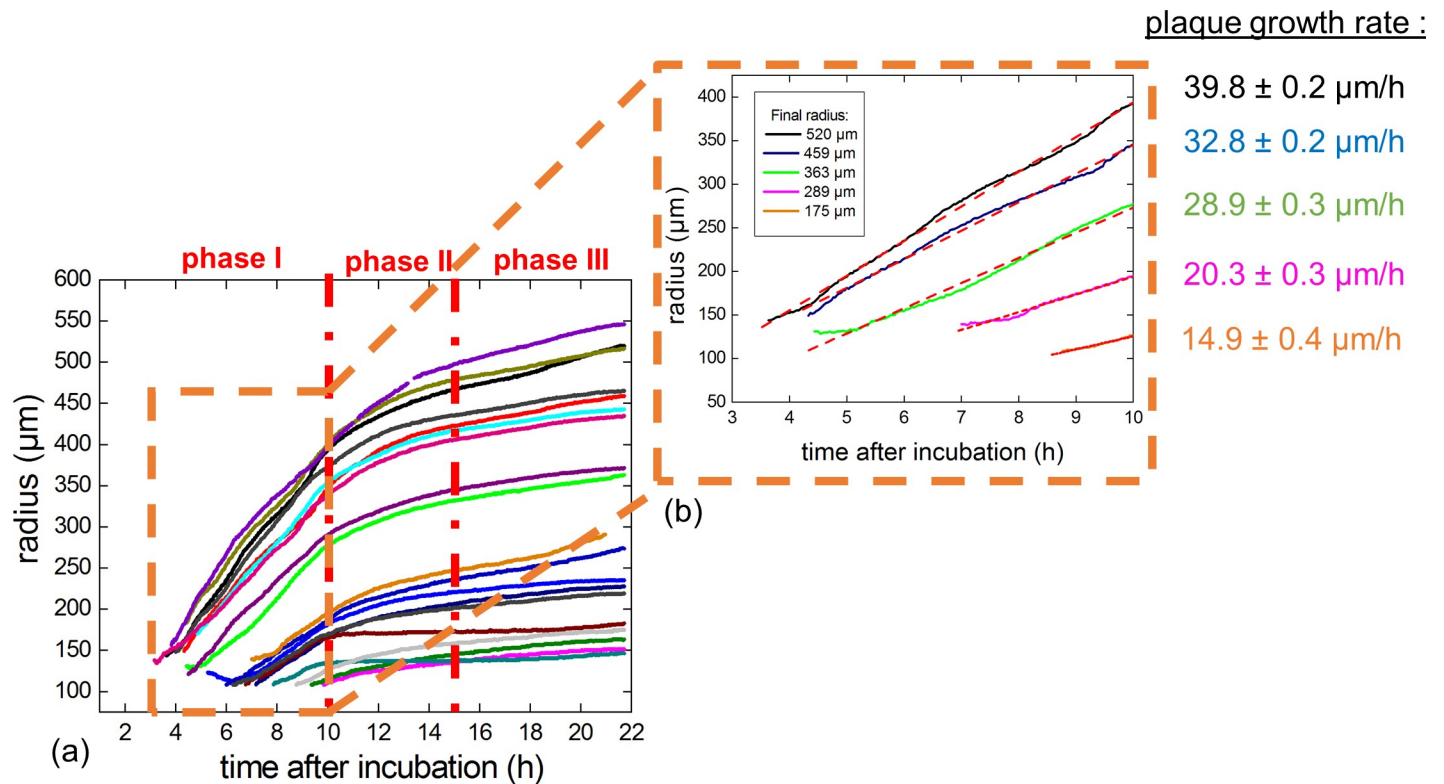 plaque growth rate :
39.8 ± 0.2 µm/h
32.8 ± 0.2 µm/h
28.9 ± 0.3 µm/h
20.3 ± 0.3 µm/h
14.9 ± 0.4 µm/h
400
350
300
250
200
150
100
50
radius (µm)
Final radius:
520 µm
459 µm
363 µm
289 µm
175 µm
3 4 5 6 7 8 9 10
time after incubation (h)
(b)
phase I phase II phase III
600
550
500
450
400
350
300
250
200
150
100
radius (µm)
2 4 6 8 10 12 14 16 18 20 22
time after incubation (h)
(a)